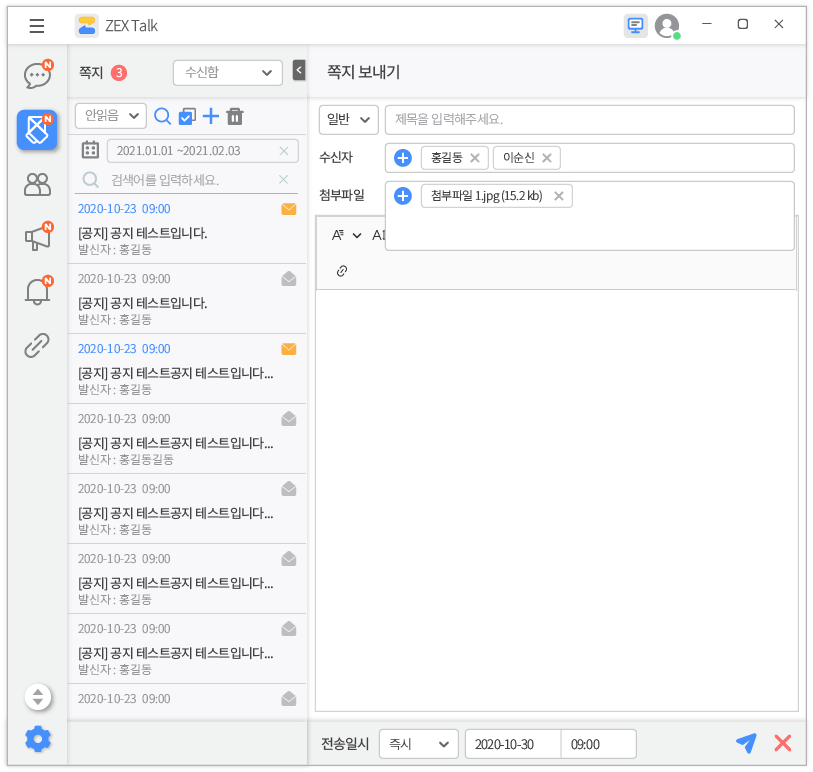 ZEX Talk
쪽지 3
수신함
쪽지 보내기
안읽음
2021.01.01 ~2021.02.03
검색어를 입력하세요.
2020-10-23 09:00
[공지] 공지 테스트입니다.
발신자 : 홍길동
2020-10-23 09:00
[공지] 공지 테스트입니다.
발신자 : 홍길동
2020-10-23 09:00
[공지] 공지 테스트공지 테스트입니다...
발신자 : 홍길동
2020-10-23 09:00
[공지] 공지 테스트공지 테스트입니다...
발신자 : 홍길동길동
2020-10-23 09:00
[공지] 공지 테스트공지 테스트입니다...
발신자 : 홍길동
2020-10-23 09:00
[공지] 공지 테스트공지 테스트입니다...
발신자 : 홍길동
2020-10-23 09:00
[공지] 공지 테스트공지 테스트입니다...
발신자 : 홍길동
2020-10-23 09:00
일반
제목을 입력해주세요.
수신자
홍길동
이순신
첨부파일
첨부파일 1.jpg (15.2 kb)
전송일시
즉시
2020-10-30
09:00